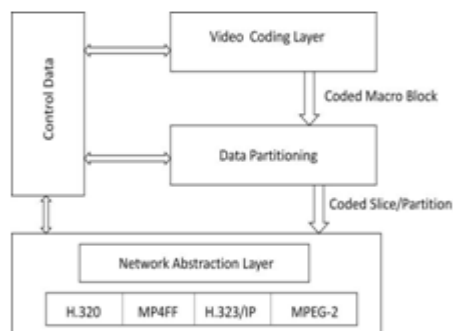 Control Data
Video Coding Layer
Coded Macro Block
Data Partitioning
Coded Slice/Partition
Network Abstraction Layer
H.320 MP4FF H.323/IP MPEG-2